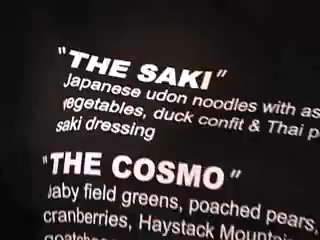 "THE SAKI"
Japanese udon noodles with as
vegetables, duck confit & Thai p
saki dressing
"THE COSMO"
baby field greens, poached pears,
cranberries, Haystack Mountain
goatchees